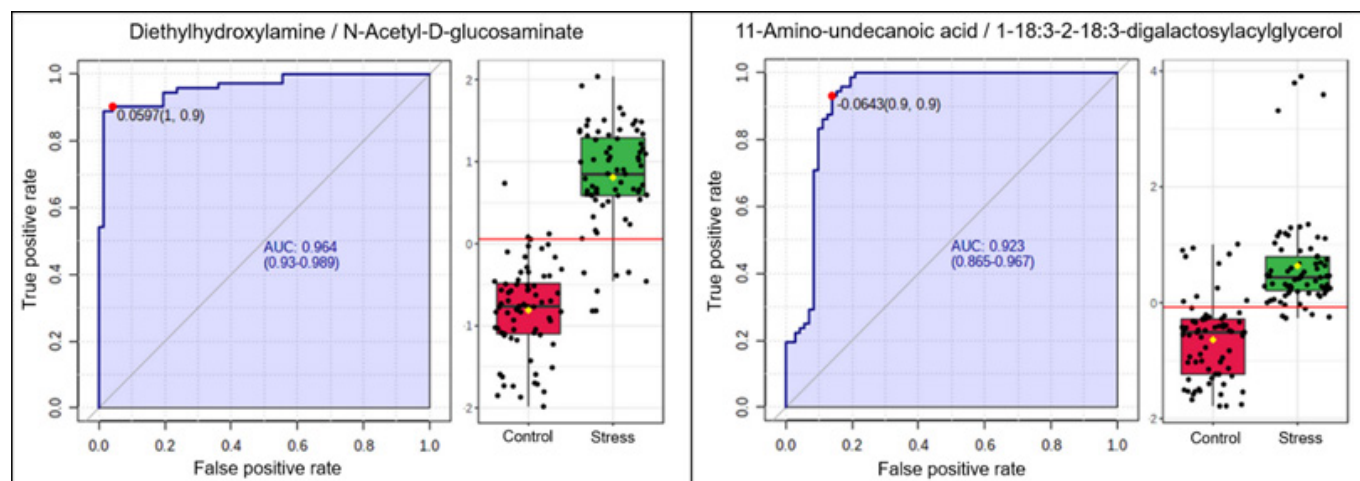 Diethylhydroxylamine / N-Acetyl-D-glucosaminate
True positive rate
1.0
0.8
0.6
0.4
0.2
0.0
0.0597(1, 0.9)
AUC: 0.964
(0.93-0.989)
0.0 0.2 0.4 0.6 0.8 1.0
False positive rate
2
1
0
-1
-2
Control Stress
11-Amino-undecanoic acid / 1-18:3-2-18:3-digalactosylacylglycerol
True positive rate
1.0
0.8
0.6
0.4
0.2
0.0
-0.0643(0.9, 0.9)
AUC: 0.923
(0.865-0.967)
0.0 0.2 0.4 0.6 0.8 1.0
False positive rate
4
2
0
-2
Control Stress